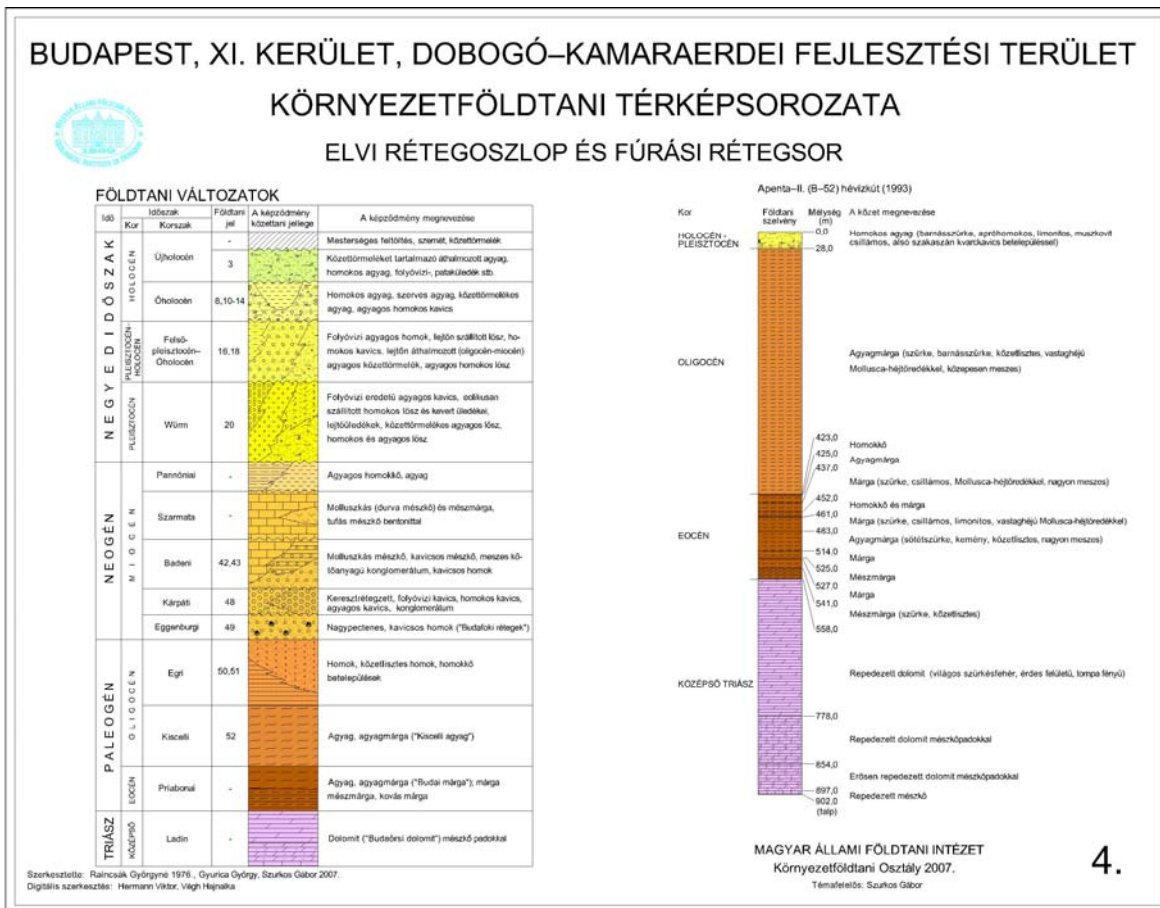 BUDAPEST, XI. KERÜLET, DOBOGÓ–KAMARAERDEI FEJLESZTÉSI TERÜLET
KÖRNYEZETFÖLDTANI TÉRKÉPSOROZATA
ELVI RÉTEGOSZLOP ÉS FÚRÁSI RÉTEGSOR
1869
FÖLDTANI VÁLTOZATOK
Idő
Időszak
Kor
Korszak
Földtani
jel
A képződmény
kőzettani jellege
A képződmény megnevezése
NEGYEDIDŐSZAK
HOLOCÉN
Újholocén
-
Mesterséges feltöltés, szemét, kőzettörmelék
3
Kőzettörmeléket tartalmazó áthalmozott agyag,
homokos agyag, folyóvízi-, pataküledék stb.
Óholocén
8,10-14
Homokos agyag, szerves agyag, kőzettörmelékes
agyag, agyagos homokos kavics
PLEISZTOCÉN-
HOLOCÉN
Felső-
pleisztocén–
Óholocén
16,18
Folyóvízi agyagos homok, lejtőn szállított lösz, ho-
mokos kavics, lejtőn áthalmozott (oligocén-miocén)
agyagos kőzettörmelék, agyagos homokos lösz
PLEISZTOCÉN
Würm
20
Folyóvízi eredetű agyagos kavics, eolikusan
szállított homokos lösz és kevert üledékei,
lejtőüledékek, kőzettörmelékes agyagos lösz,
homokos és agyagos lösz
NEOGÉN
MIOCÉN
Pannóniai
-
Agyagos homokkő, agyag
Szarmata
-
Molluszkás (durva mészkő) és mészmárga,
tufás mészkő bentonittal
Badeni
42,43
Molluszkás mészkő, kavicsos mészkő, meszes kö-
tőanyagú konglomerátum, kavicsos homok
Kárpáti
48
Keresztrétegzett, folyóvízi kavics, homokos kavics,
agyagos kavics, konglomerátum
Eggenburgi
49
Nagypectenes, kavicsos homok ("Budafoki rétegek")
PALEOGÉN
OLIGOCÉN
Egri
50,51
Homok, kőzetlisztes homok, homokkő
betelepülések
Kiscelli
52
Agyag, agyagmárga ("Kiscelli agyag")
EOCÉN
Priabonai
-
Agyag, agyagmárga ("Budai márga"); márga
mészmárga, kovás márga
TRIÁSZ
KÖZÉPSŐ
Ladin
-
Dolomit ("Budaörsi dolomit") mészkő padokkal
Szerkesztette: Raincsák Györgyné 1976., Gyurica György, Szurkos Gábor 2007.
Digitális szerkesztés: Hermann Viktor, Végh Hajnalka
Apenta–II. (B–52) hévízkút (1993)
Kor
Földtani
szelvény
Mélység
(m)
A kőzet megnevezése
HOLOCÉN -
PLEISZTOCÉN
0,0
Homokos agyag (barnásszürke, apróhomokos, limonitos, muszkovit
csillámos, alsó szakaszán kvarckavics betelepüléssel)
28,0
OLIGOCÉN
Agyagmárga (szürke, barnásszürke, kőzetlisztes, vastaghéjú
Mollusca-héjtöredékkel, közepesen meszes)
423,0
Homokkő
425,0
Agyagmárga
437,0
Márga (szürke, csillámos, Mollusca-héjtöredékkel, nagyon meszes)
452,0
Homokkő és márga
461,0
Márga (szürke, csillámos, limonitos, vastaghéjú Mollusca-héjtöredékkel)
EOCÉN
483,0
Agyagmárga (sötétszürke, kemény, kőzetlisztes, nagyon meszes)
514,0
Márga
525,0
Mészmárga
527,0
Márga
541,0
Mészmárga (szürke, kőzetlisztes)
558,0
KÖZÉPSŐ TRIÁSZ
Repedezett dolomit (világos szürkésfehér, érdes felületű, tompa fényű)
778,0
Repedezett dolomit mészkőpadokkal
854,0
Erősen repedezett dolomit mészkőpadokkal
897,0
Repedezett mészkő
902,0
(talp)
MAGYAR ÁLLAMI FÖLDTANI INTÉZET
Környezetföldtani Osztály 2007.
Témafelelős: Szurkos Gábor
4.